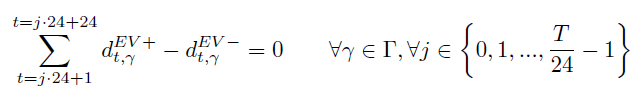 $$\sum_{t=j\cdot 24+1}^{t=j\cdot 24+24} d_{t,\gamma}^{EV+} - d_{t,\gamma}^{EV-} = 0 \qquad \forall \gamma \in \Gamma, \forall j \in \left\{0, 1, ..., \frac{T}{24} - 1\right\}$$